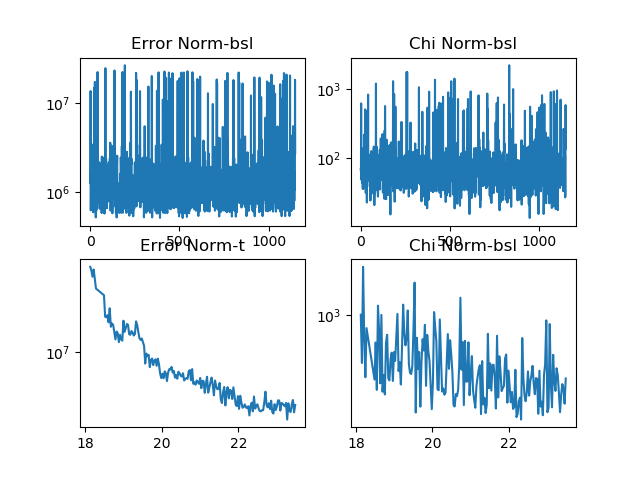 Error Norm-bsl
Chi Norm-bsl
10⁷
10⁶
10³
10²
0 500 1000
0 500 1000
Error Norm-t
Chi Norm-bsl
10⁷
10³
18 20 22
18 20 22